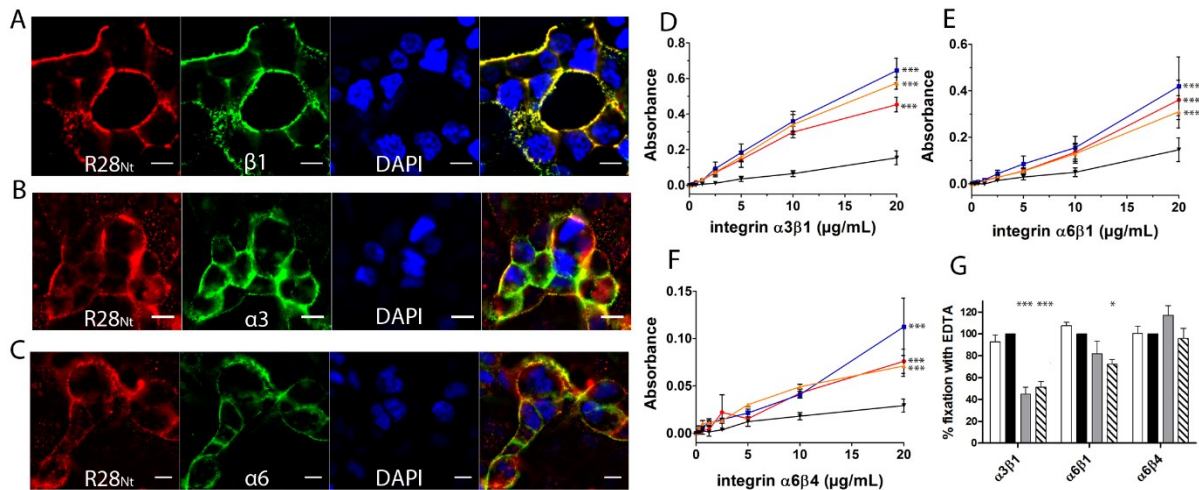 A
R28Nt
β1
DAPI
B
R28Nt
α3
DAPI
C
R28Nt
α6
DAPI
D
Absorbance
0.8
0.6
0.4
0.2
0.0
0
5
10
15
20
***
***
***
integrin α3β1 (µg/mL)
E
Absorbance
0.6
0.4
0.2
0.0
0
5
10
15
20
***
***
***
integrin α6β1 (µg/mL)
F
Absorbance
0.15
0.10
0.05
0.00
0
5
10
15
20
***
***
***
integrin α6β4 (µg/mL)
G
% fixation with EDTA
120
100
80
60
40
20
0
*** ***
*
α3β1
α6β1
α6β4